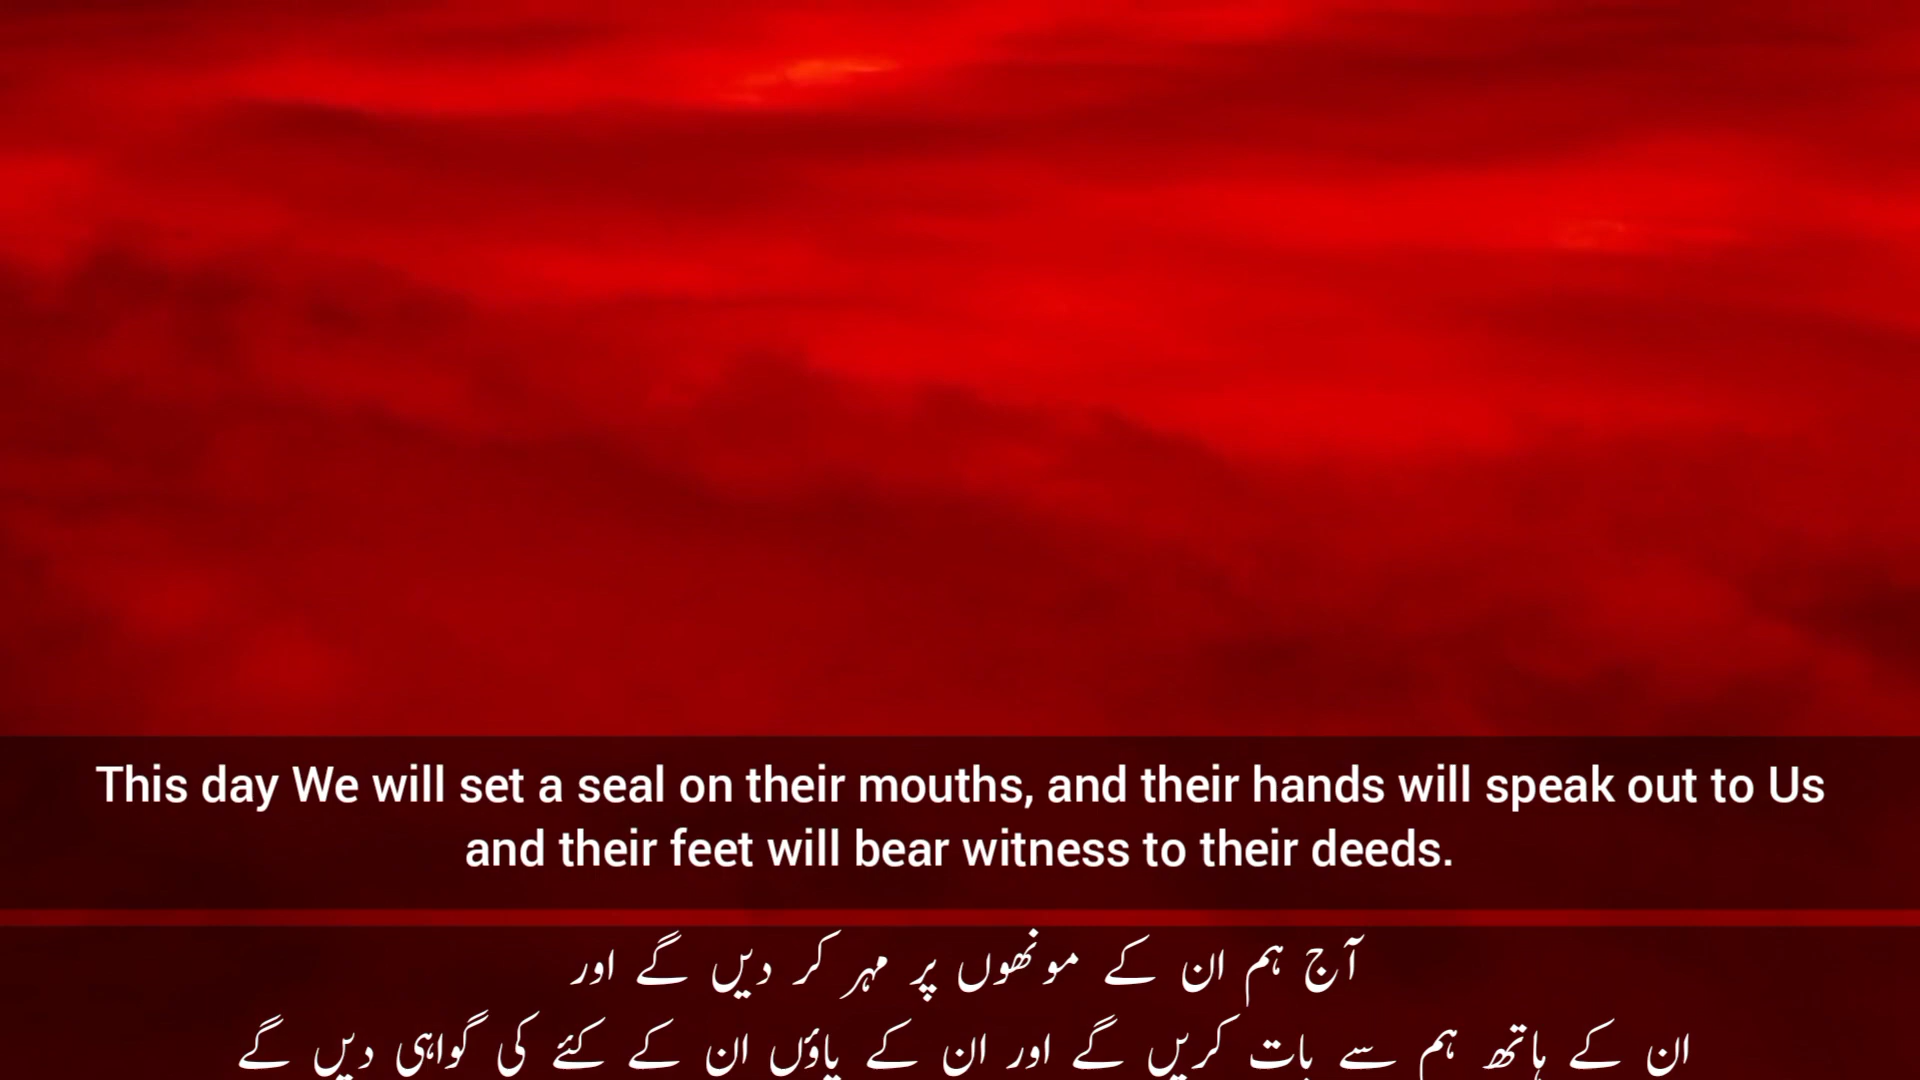 This day We will set a seal on their mouths, and their hands will speak out to Us
and their feet will bear witness to their deeds.
آج ہم ان کے مونھوں پر مہر کر دیں گے اور
ان کے ہاتھ ہم سے بات کریں گے اور ان کے پاؤں ان کے کئے کی گواہی دیں گے